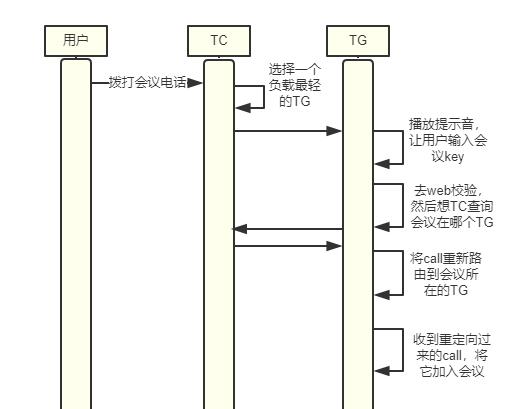 用户
TC
TG
拨打会议电话
选择一个
负载最轻
的TG
播放提示音，
让用户输入会
议key
去web校验，
然后想TC查询
会议在哪个TG
将call重新路
由到会议所
在的TG
收到重定向过
来的call，将
它加入会议